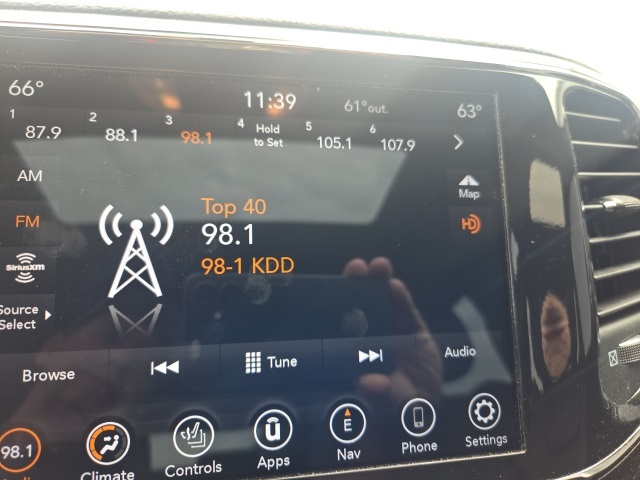 66°
11:39
61°out.
63°
1 87.9
2 88.1
3 98.1
4 Hold to Set
5 105.1
6 107.9
AM
FM
SiriusXM
Source
Select
Top 40
98.1
98-1 KDD
Map
HD
Browse
Tune
Audio
98.1
Climate
Controls
Apps
E
Nav
Phone
Settings